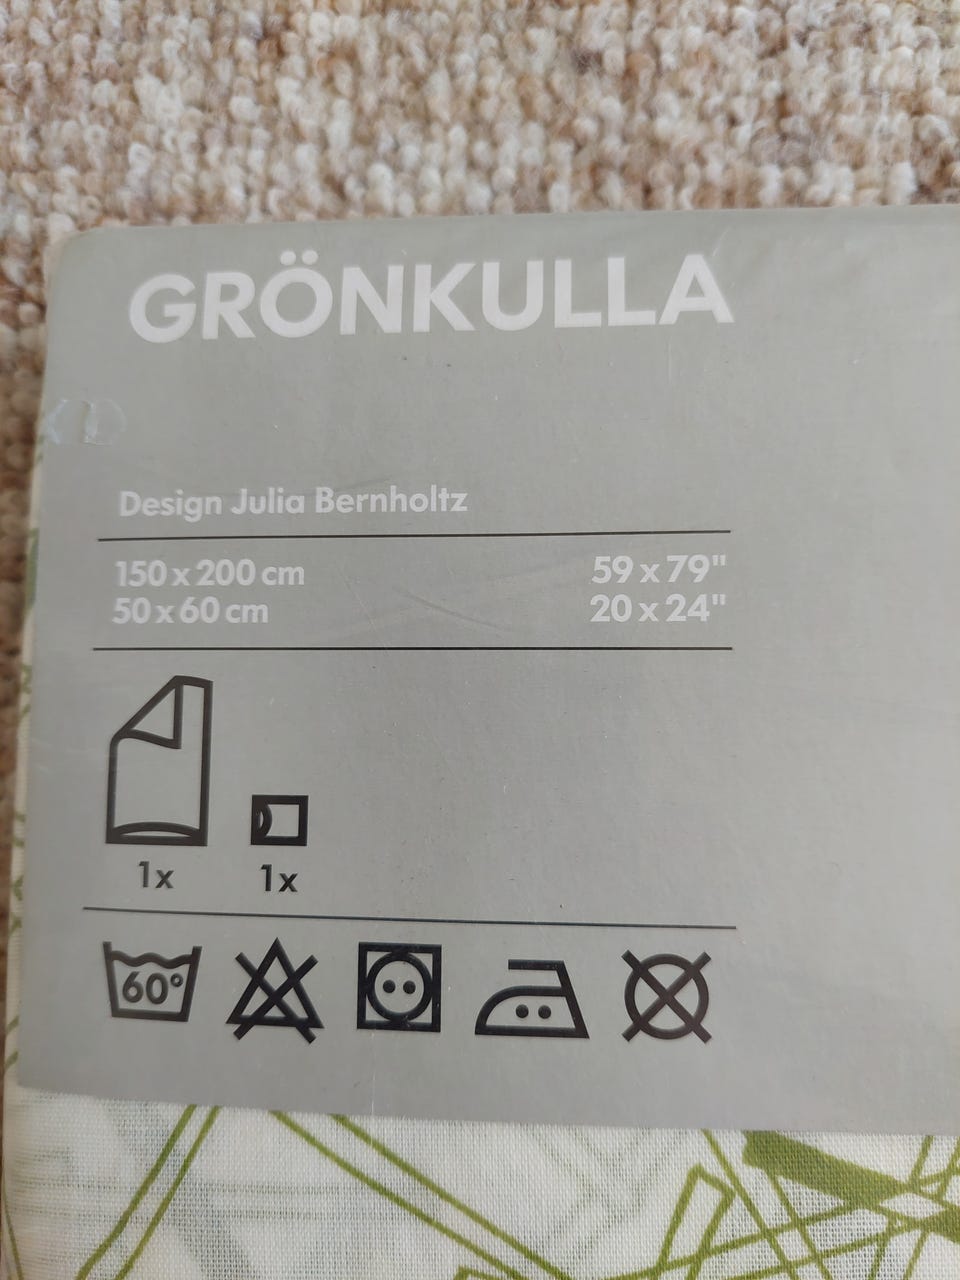 GRÖNKULLA
Design Julia Bernholtz
150 x 200 cm 59 x 79"
50 x 60 cm 20 x 24"
1x 1x
60°